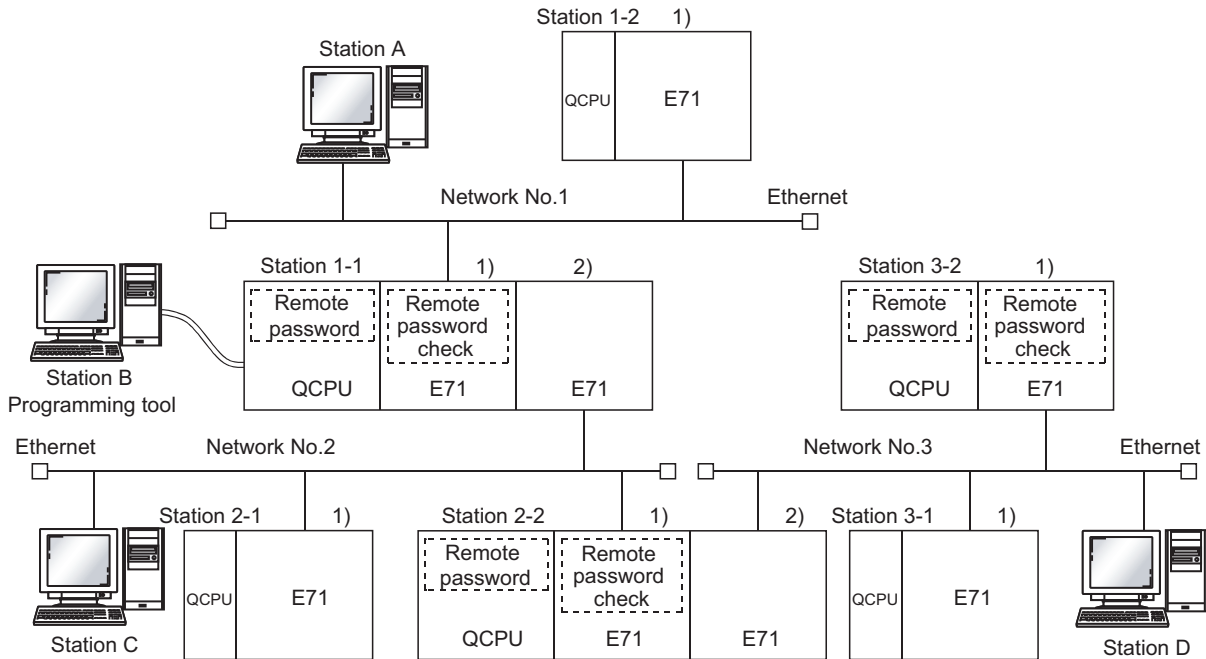 Station 1-2 1)
Station A
QCPU
E71
Network No.1
Ethernet
Station 1-1 1) 2)
Remote
password
QCPU
Remote
password
check
E71
E71
Station B
Programming tool
Station 3-2 1)
Remote
password
QCPU
Remote
password
check
E71
Ethernet
Network No.2
Network No.3
Ethernet
Station C
Station 2-1 1)
QCPU
E71
Station 2-2 1) 2)
Remote
password
QCPU
Remote
password
check
E71
E71
Station 3-1 1)
QCPU
E71
Station D